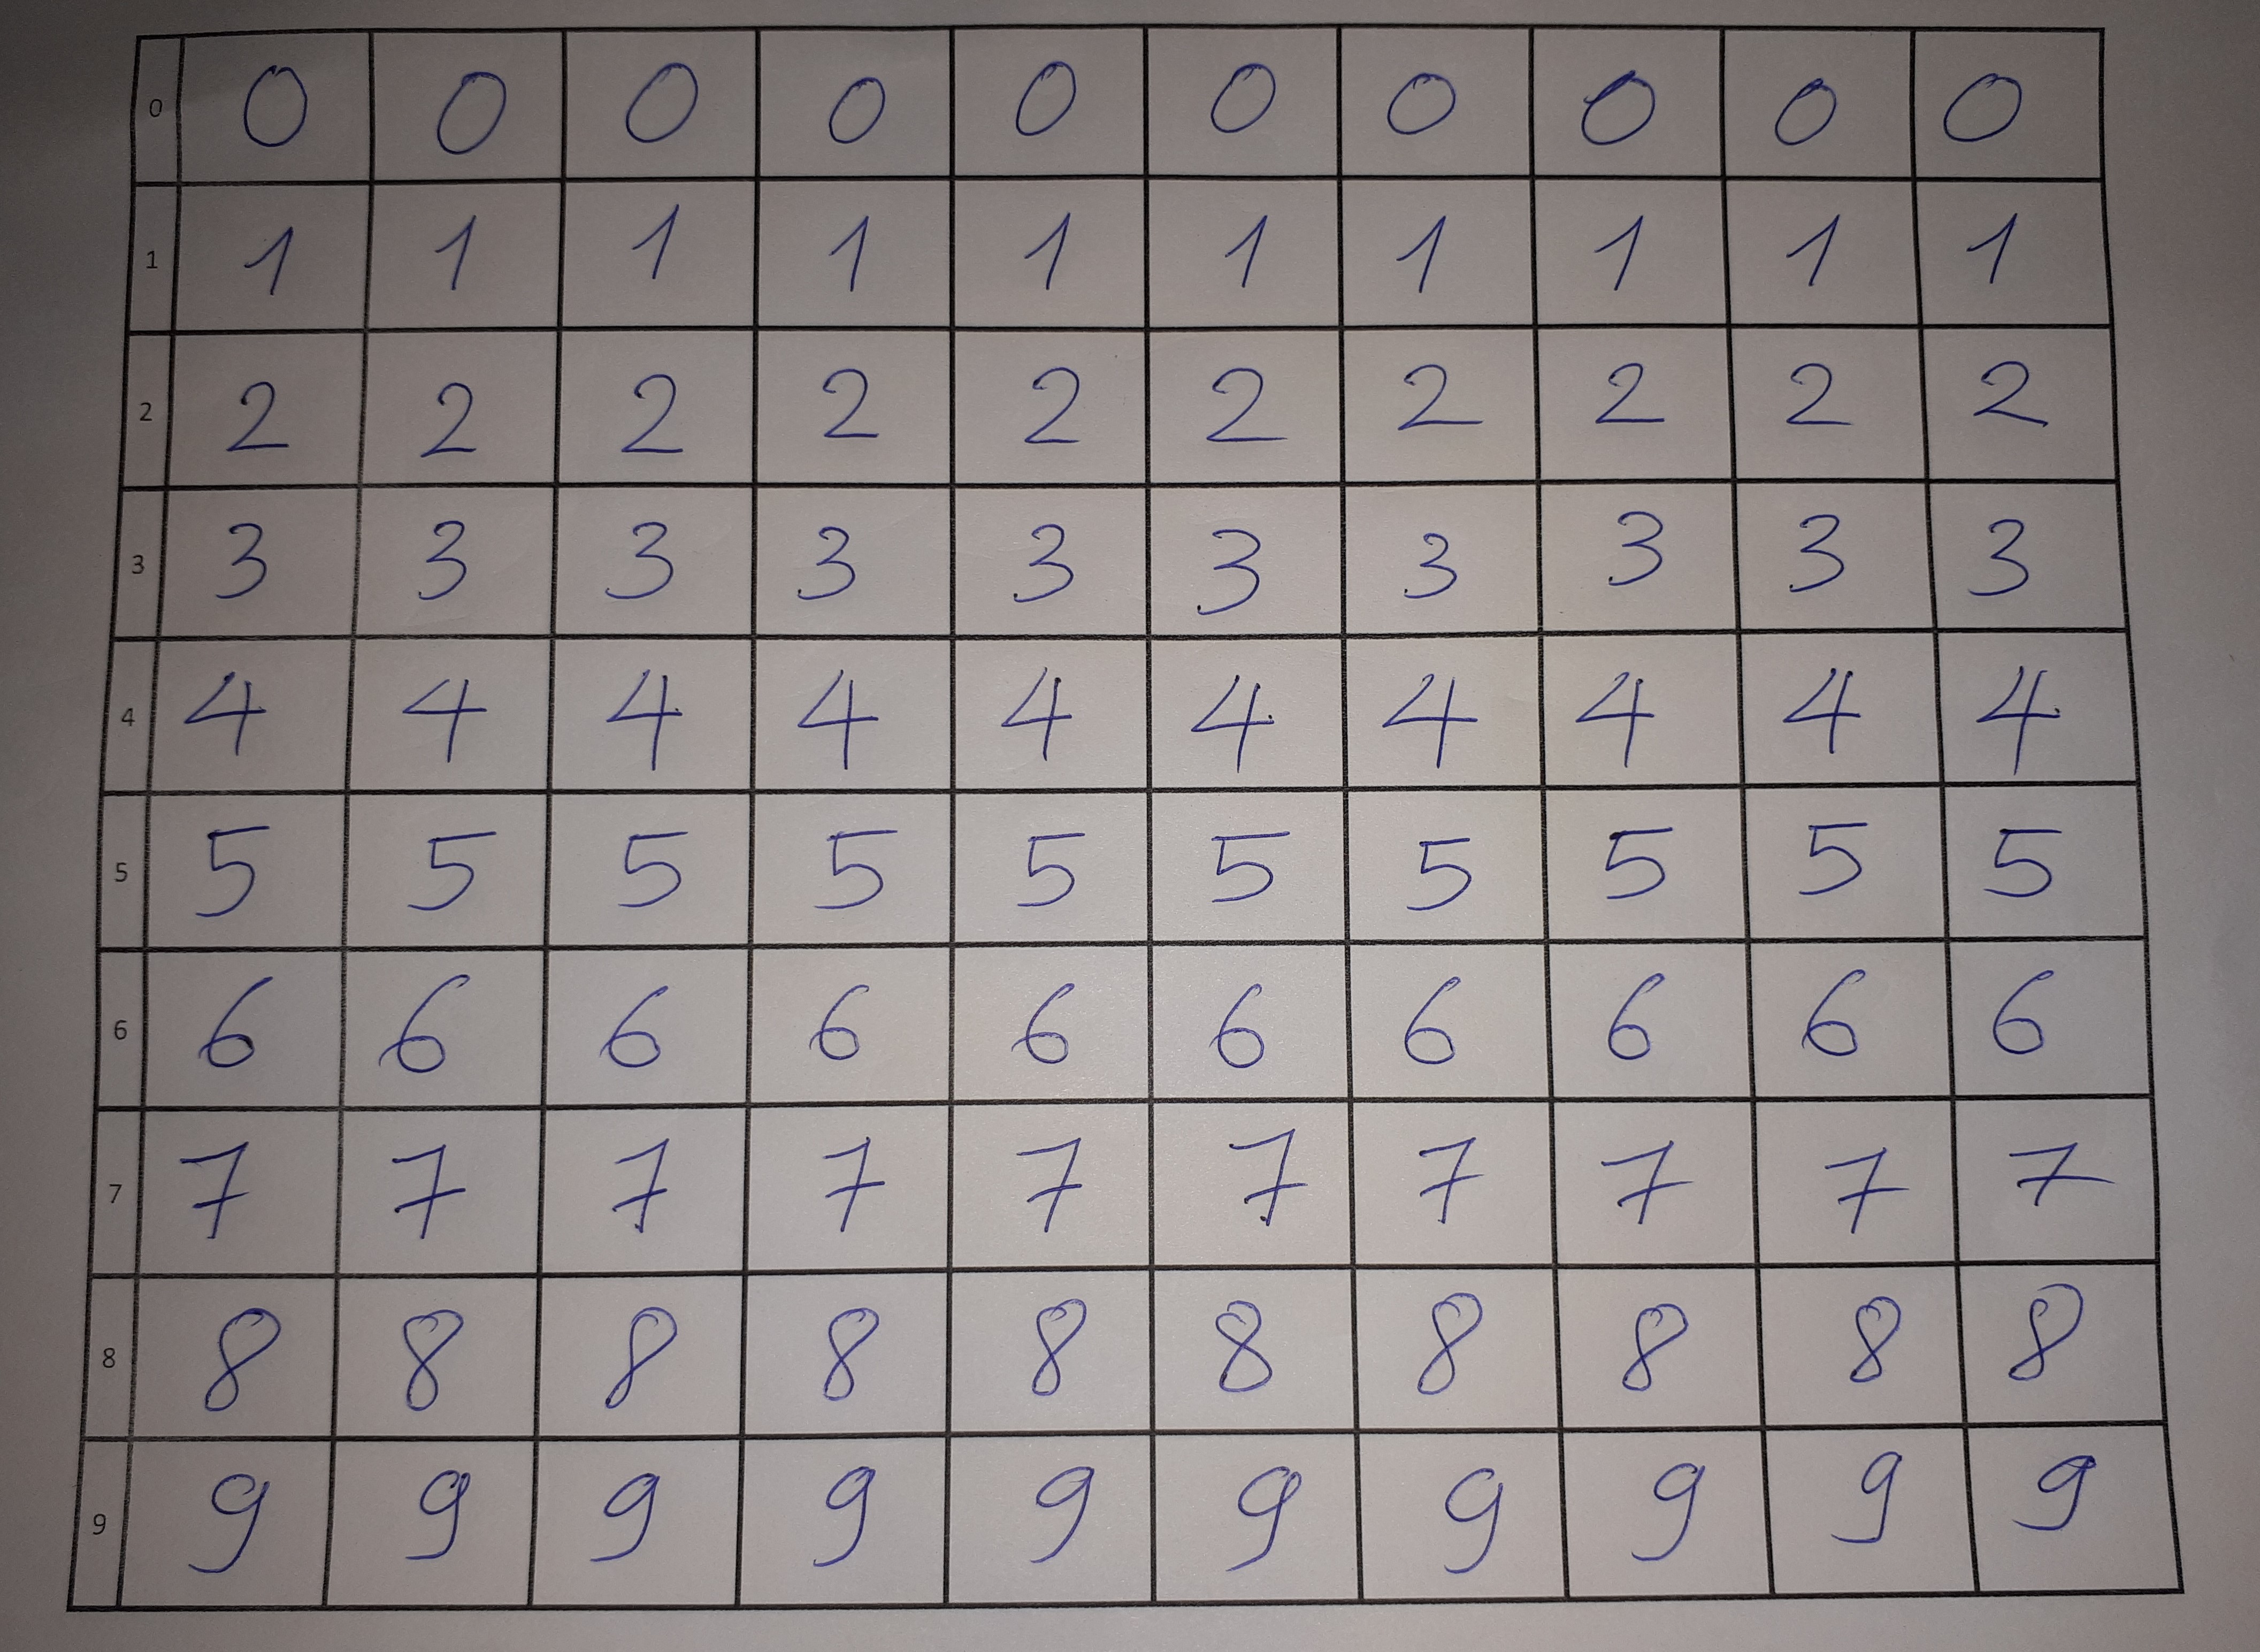 0 0 0 0 0 0 0 0 0 0 0
1 1 1 1 1 1 1 1 1 1 1
2 2 2 2 2 2 2 2 2 2 2
3 3 3 3 3 3 3 3 3 3 3
4 4 4 4 4 4 4 4 4 4 4
5 5 5 5 5 5 5 5 5 5 5
6 6 6 6 6 6 6 6 6 6 6
7 7 7 7 7 7 7 7 7 7 7
8 8 8 8 8 8 8 8 8 8 8
9 9 9 9 9 9 9 9 9 9 9